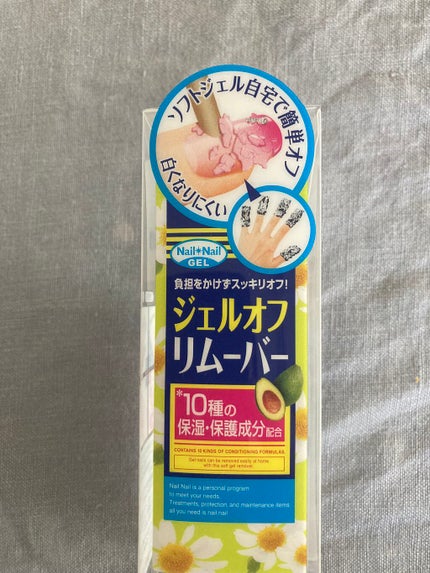 ソフトジェル自宅で簡単オフ
白くなりにくい
Nail*Nail
GEL
負担をかけずスッキリオフ!
ジェルオフ
リムーバー
*10種の
保湿・保護成分配合
CONTAINS 10 KINDS OF CONDITIONING FORMULAS.
Gel nails can be removed easily at home,
with this soft gel remover.
Nail Nail is a personal program
to meet your needs.
Treatments, protection, and maintenance items
all you need is nail nail